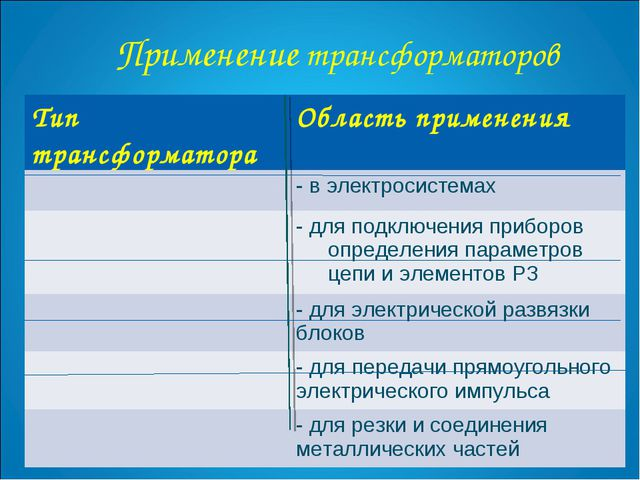 Применение трансформаторов
Тип
трансформатора
Область применения
- в электросистемах
- для подключения приборов
определения параметров
цепи и элементов РЗ
- для электрической развязки
блоков
- для передачи прямоугольного
электрического импульса
- для резки и соединения
металлических частей